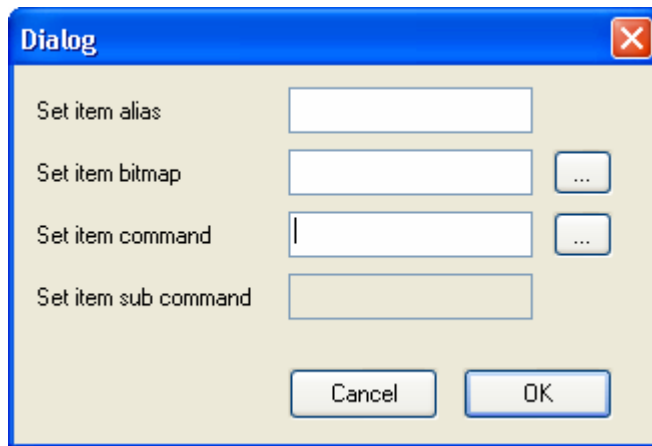 Dialog
Set item alias
Set item bitmap ...
Set item command ...
Set item sub command
Cancel OK